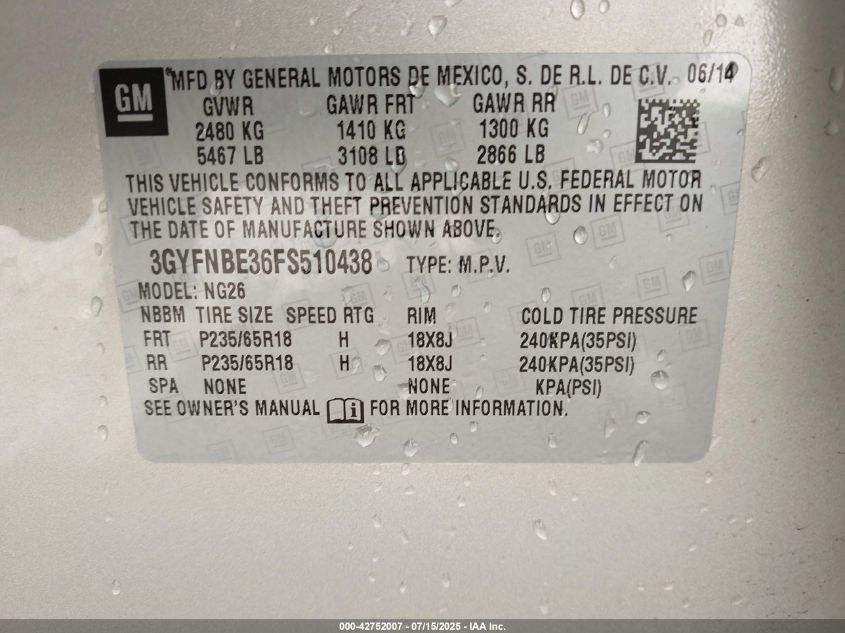 GM
*MFD BY GENERAL MOTORS DE MEXICO, S. DE R.L. DE C.V. 06/14
GVWR GAWR FRT GAWR RR
2480 KG 1410 KG 1300 KG
5467 LB 3108 LB 2866 LB
THIS VEHICLE CONFORMS TO ALL APPLICABLE U.S. FEDERAL MOTOR
VEHICLE SAFETY AND THEFT PREVENTION STANDARDS IN EFFECT ON
THE DATE OF MANUFACTURE SHOWN ABOVE.
3GYFNBE36FS510438 TYPE: M.P.V.
MODEL: NG26
NBBM TIRE SIZE SPEED RTG RIM COLD TIRE PRESSURE
FRT P235/65R18 H 18X8J 240KPA(35PSI)
RR P235/65R18 H 18X8J 240KPA(35PSI)
SPA NONE NONE KPA(PSI)
SEE OWNER'S MANUAL FOR MORE INFORMATION.
000-42752007 - 07/15/2025 - IAA Inc.